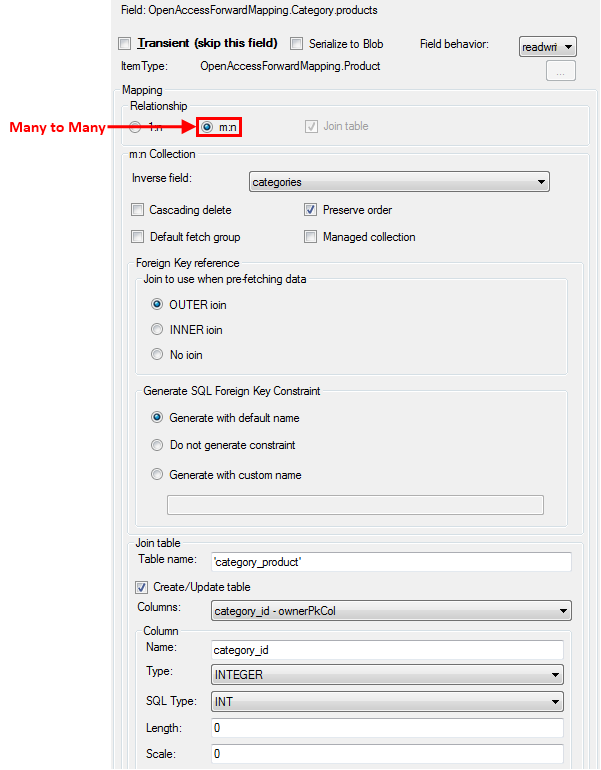 Field: OpenAccessForwardMapping.Category.products
Transient (skip this field) Serialize to Blob Field behavior: readwri
ItemType: OpenAccessForwardMapping.Product ...
Mapping
Relationship
Many to Many 1:n m:n Join table
m:n Collection
Inverse field: categories
Cascading delete Preserve order
Default fetch group Managed collection
Foreign Key reference
Join to use when pre-fetching data
OUTER ioin
INNER ioin
No ioin
Generate SQL Foreign Key Constraint
Generate with default name
Do not generate constraint
Generate with custom name
Join table
Table name: 'category_product'
Create/Update table
Columns: category_id - ownerPkCol
Column
Name: category_id
Type: INTEGER
SQL Type: INT
Length: 0
Scale: 0